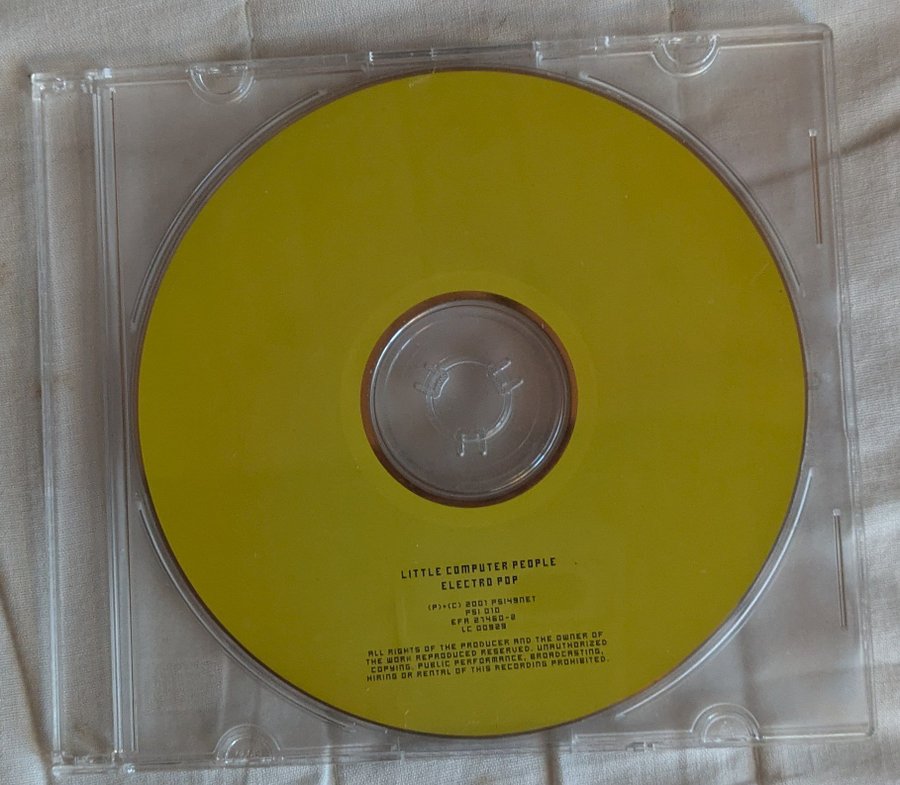 LITTLE COMPUTER PEOPLE
ELECTRO POP
(P)+(C) 2001 PSI49NET
PSI 010
EFA 27460-2
LC 00929
ALL RIGHTS OF THE PRODUCER AND THE OWNER OF
THE WORK REPRODUCED RESERVED. UNAUTHORIZED
COPYING, PUBLIC PERFORMANCE, BROADCASTING,
HIRING OR RENTAL OF THIS RECORDING PROHIBITED.